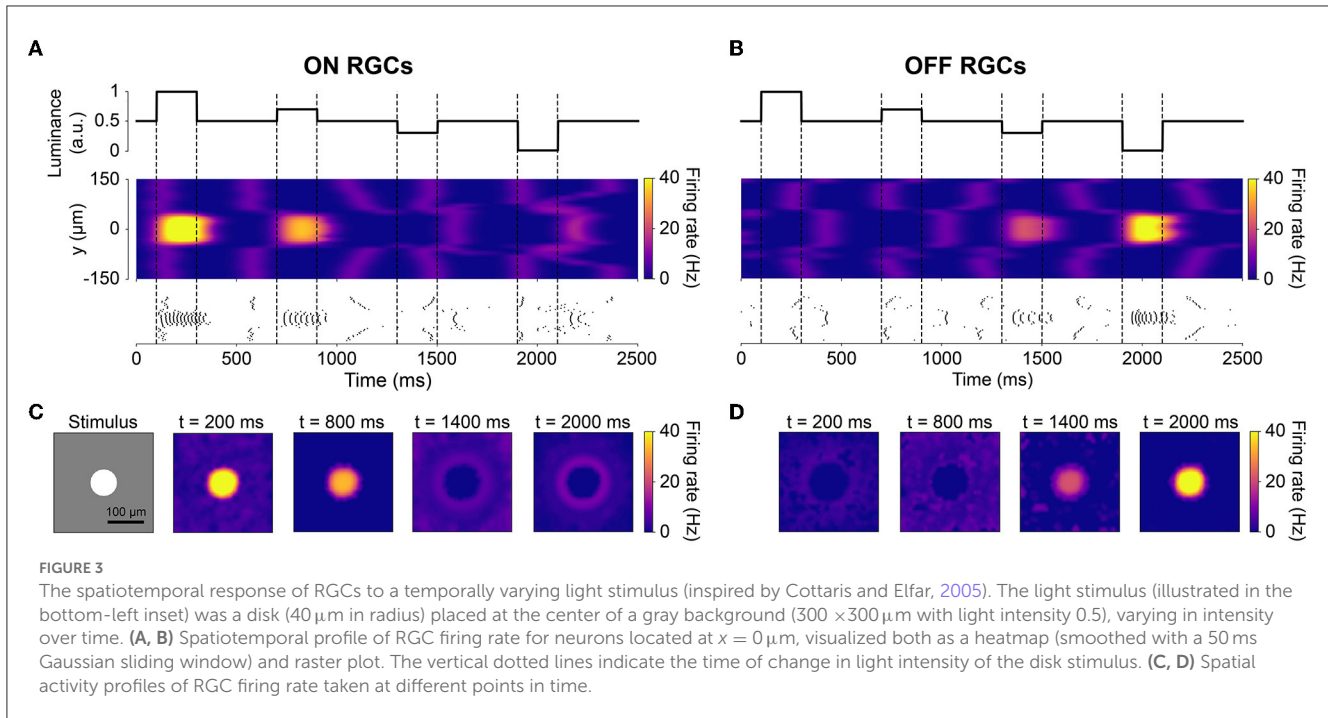 A
B
ON RGCs
OFF RGCs
Luminance
(a.u.)
1
0.5
0
y (μm)
150
0
-150
40
20
0
Firing rate (Hz)
40
20
0
Firing rate (Hz)
0 500 1000 1500 2000 2500
Time (ms)
0 500 1000 1500 2000 2500
Time (ms)
C
Stimulus t = 200 ms t = 800 ms t = 1400 ms t = 2000 ms
100 μm
40
20
0
Firing rate (Hz)
D
t = 200 ms t = 800 ms t = 1400 ms t = 2000 ms
40
20
0
Firing rate (Hz)
FIGURE 3
The spatiotemporal response of RGCs to a temporally varying light stimulus (inspired by Cottaris and Elfar, 2005). The light stimulus (illustrated in the
bottom-left inset) was a disk (40 μm in radius) placed at the center of a gray background (300 ×300 μm with light intensity 0.5), varying in intensity
over time. (A, B) Spatiotemporal profile of RGC firing rate for neurons located at x = 0 μm, visualized both as a heatmap (smoothed with a 50 ms
Gaussian sliding window) and raster plot. The vertical dotted lines indicate the time of change in light intensity of the disk stimulus. (C, D) Spatial
activity profiles of RGC firing rate taken at different points in time.